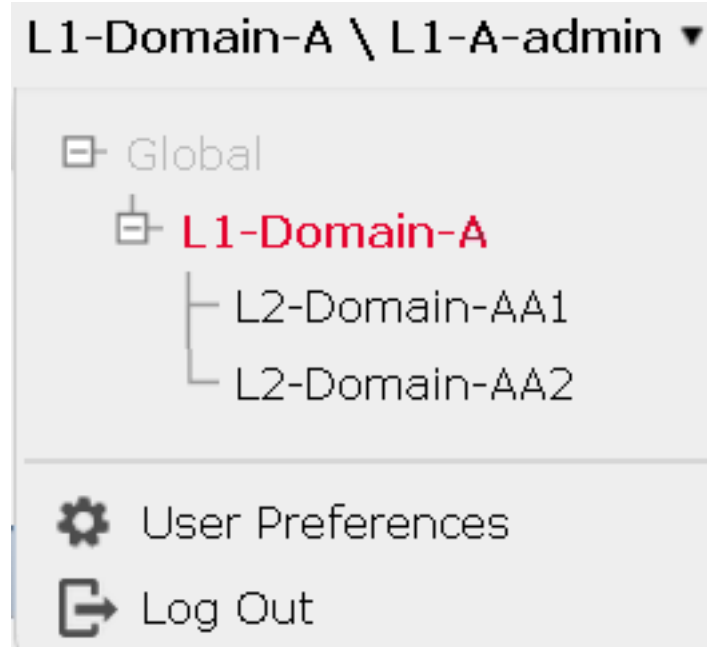 L1-Domain-A \ L1-A-admin ▼
Global
L1-Domain-A
L2-Domain-AA1
L2-Domain-AA2
User Preferences
Log Out